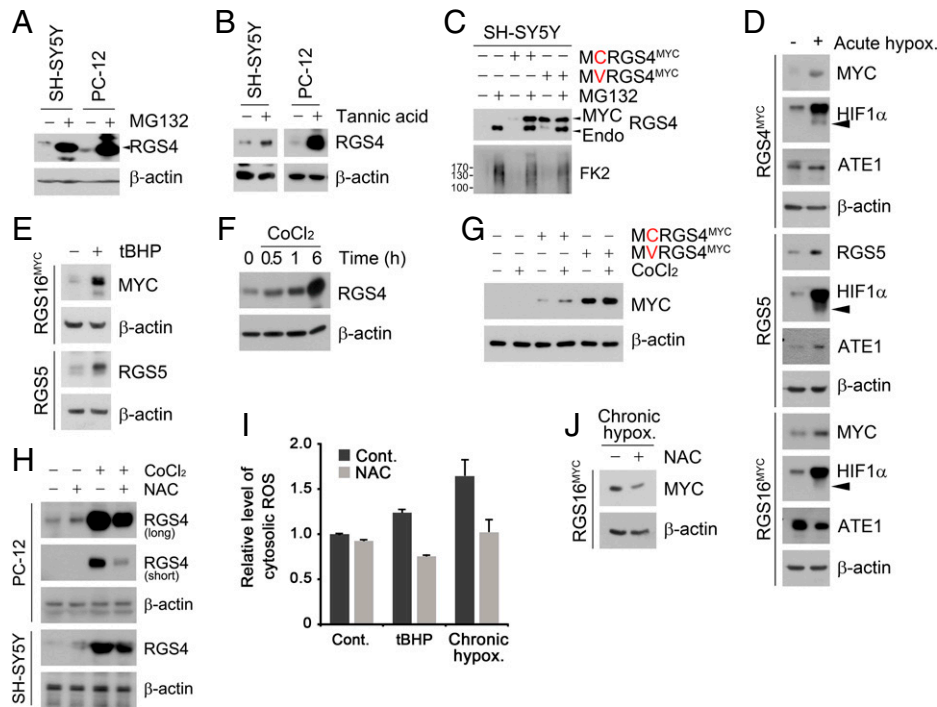 A
SH-SY5Y
PC-12
– + – + MG132
RGS4
β-actin
B
SH-SY5Y
PC-12
– + – + Tannic acid
RGS4
β-actin
C
SH-SY5Y
– – + + – – MCRGS4MYC
– – – – + + MVRGS4MYC
– + – + – + MG132
MYC
Endo
RGS4
170
130
100
FK2
D
– + Acute hypox.
RGS4MYC
MYC
HIF1α
ATE1
β-actin
RGS5
RGS5
HIF1α
ATE1
β-actin
RGS16MYC
MYC
HIF1α
ATE1
β-actin
E
– + tBHP
RGS16MYC
MYC
β-actin
RGS5
RGS5
β-actin
F
CoCl2
0 0.5 1 6 Time (h)
RGS4
β-actin
G
– – + + – – MCRGS4MYC
– – – – + + MVRGS4MYC
– + – + – + CoCl2
MYC
β-actin
H
– – + + CoCl2
– + – + NAC
PC-12
RGS4
(long)
RGS4
(short)
β-actin
SH-SY5Y
RGS4
β-actin
I
Relative level of
cytosolic ROS
2.0
1.5
1.0
0.5
0
Cont.
NAC
Cont.
tBHP
Chronic
hypox.
J
Chronic
hypox.
– + NAC
RGS16MYC
MYC
β-actin